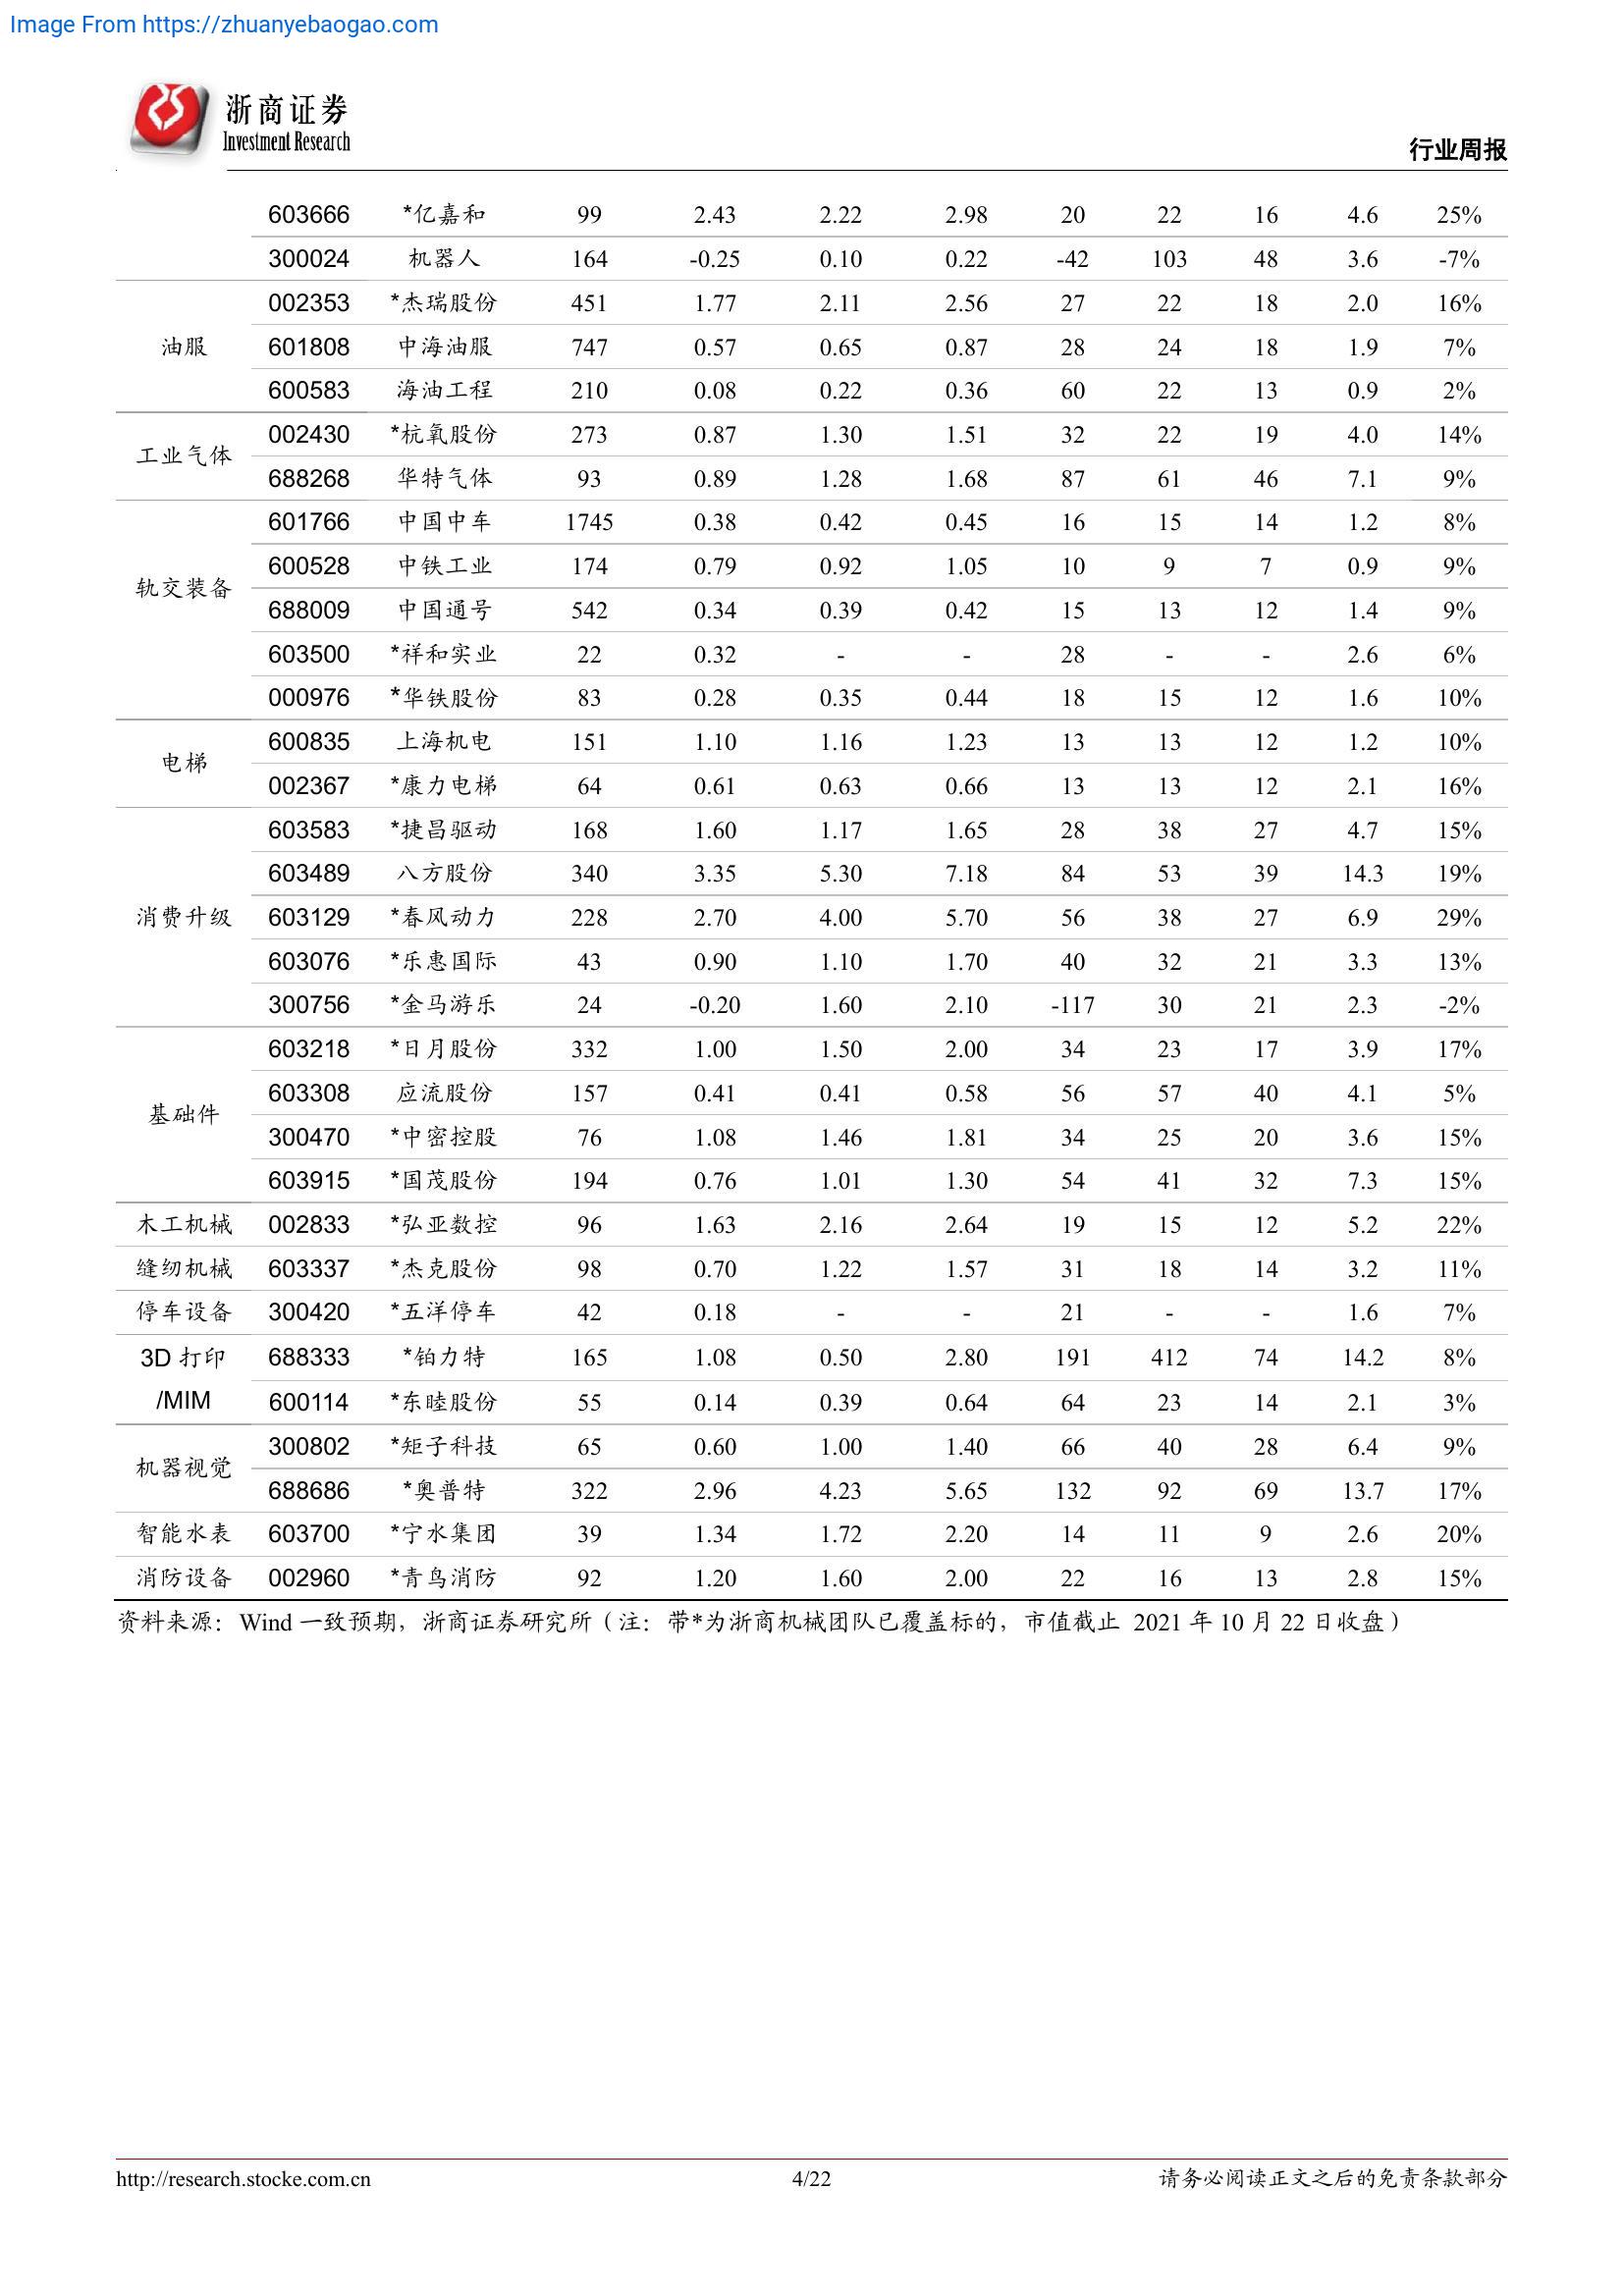 Image From https://zhuanyebaogao.com
浙商证券
Investment Research
行业周报
603666 *亿嘉和 99 2.43 2.22 2.98 20 22 16 4.6 25%
300024 机器人 164 -0.25 0.10 0.22 -42 103 48 3.6 -7%
002353 *杰瑞股份 451 1.77 2.11 2.56 27 22 18 2.0 16%
油服 601808 中海油服 747 0.57 0.65 0.87 28 24 18 1.9 7%
600583 海油工程 210 0.08 0.22 0.36 60 22 13 0.9 2%
002430 *杭氧股份 273 0.87 1.30 1.51 32 22 19 4.0 14%
工业气体
688268 华特气体 93 0.89 1.28 1.68 87 61 46 7.1 9%
601766 中国中车 1745 0.38 0.42 0.45 16 15 14 1.2 8%
600528 中铁工业 174 0.79 0.92 1.05 10 9 7 0.9 9%
轨交装备
688009 中国通号 542 0.34 0.39 0.42 15 13 12 1.4 9%
603500 *祥和实业 22 0.32 - - 28 - - 2.6 6%
000976 *华铁股份 83 0.28 0.35 0.44 18 15 12 1.6 10%
600835 上海机电 151 1.10 1.16 1.23 13 13 12 1.2 10%
电梯
002367 *康力电梯 64 0.61 0.63 0.66 13 13 12 2.1 16%
603583 *捷昌驱动 168 1.60 1.17 1.65 28 38 27 4.7 15%
603489 八方股份 340 3.35 5.30 7.18 84 53 39 14.3 19%
消费升级 603129 *春风动力 228 2.70 4.00 5.70 56 38 27 6.9 29%
603076 *乐惠国际 43 0.90 1.10 1.70 40 32 21 3.3 13%
300756 *金马游乐 24 -0.20 1.60 2.10 -117 30 21 2.3 -2%
603218 *日月股份 332 1.00 1.50 2.00 34 23 17 3.9 17%
603308 应流股份 157 0.41 0.41 0.58 56 57 40 4.1 5%
基础件
300470 *中密控股 76 1.08 1.46 1.81 34 25 20 3.6 15%
603915 *国茂股份 194 0.76 1.01 1.30 54 41 32 7.3 15%
木工机械 002833 *弘亚数控 96 1.63 2.16 2.64 19 15 12 5.2 22%
缝纫机械 603337 *杰克股份 98 0.70 1.22 1.57 31 18 14 3.2 11%
停车设备 300420 *五洋停车 42 0.18 - - 21 - - 1.6 7%
3D 打印 688333 *铂力特 165 1.08 0.50 2.80 191 412 74 14.2 8%
/MIM 600114 *东睦股份 55 0.14 0.39 0.64 64 23 14 2.1 3%
300802 *矩子科技 65 0.60 1.00 1.40 66 40 28 6.4 9%
机器视觉
688686 *奥普特 322 2.96 4.23 5.65 132 92 69 13.7 17%
智能水表 603700 *宁水集团 39 1.34 1.72 2.20 14 11 9 2.6 20%
消防设备 002960 *青鸟消防 92 1.20 1.60 2.00 22 16 13 2.8 15%
资料来源：Wind 一致预期，浙商证券研究所（注：带*为浙商机械团队已覆盖标的，市值截止 2021 年 10 月 22 日收盘）
http://research.stocke.com.cn 4/22 请务必阅读正文之后的免责条款部分